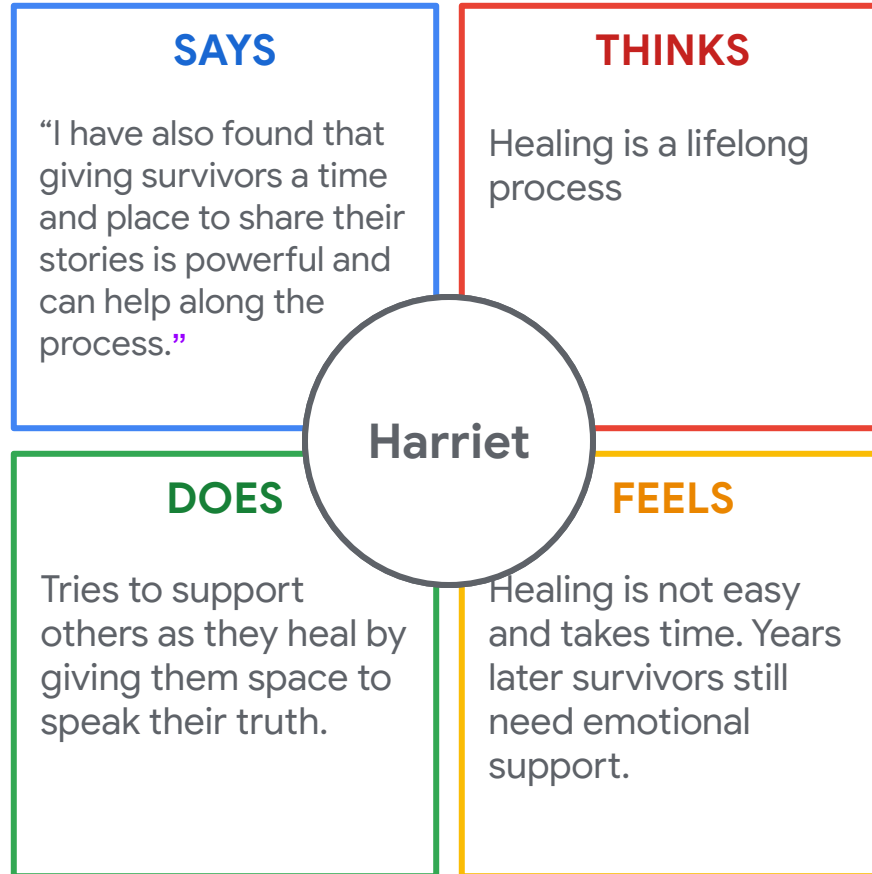 SAYS
“I have also found that
giving survivors a time
and place to share their
stories is powerful and
can help along the
process.”
THINKS
Healing is a lifelong
process
Harriet
DOES
Tries to support
others as they heal by
giving them space to
speak their truth.
FEELS
Healing is not easy
and takes time. Years
later survivors still
need emotional
support.